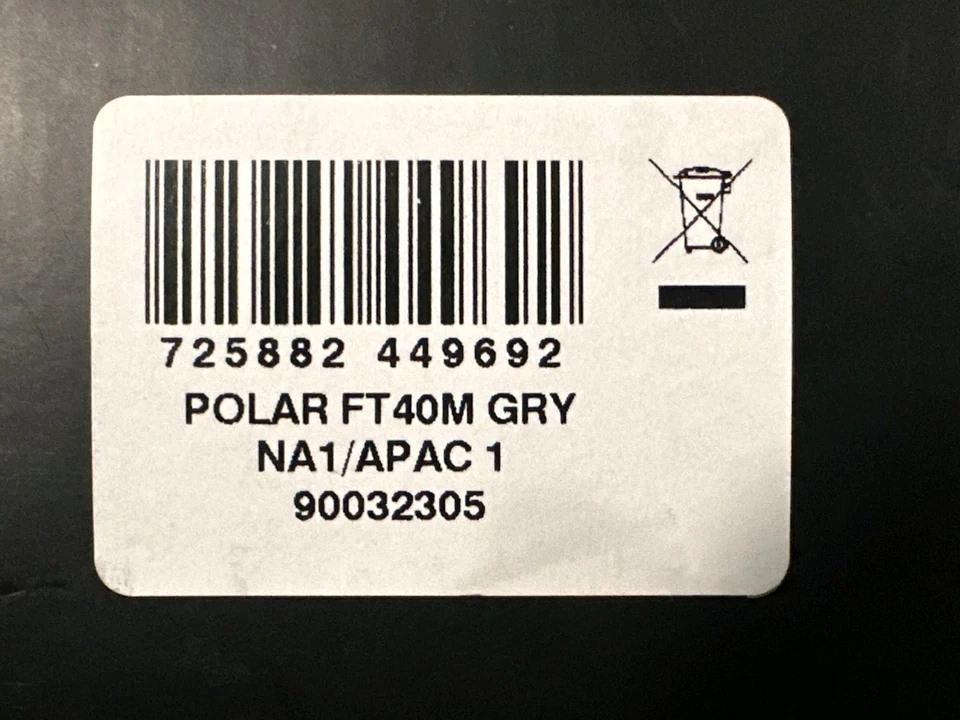 725882 449692
POLAR FT40M GRY
NA1/APAC 1
90032305